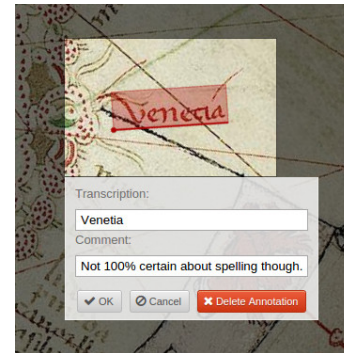 Venetia
Transcription:
Venetia
Comment:
Not 100% certain about spelling though.
OK
Cancel
Delete Annotation